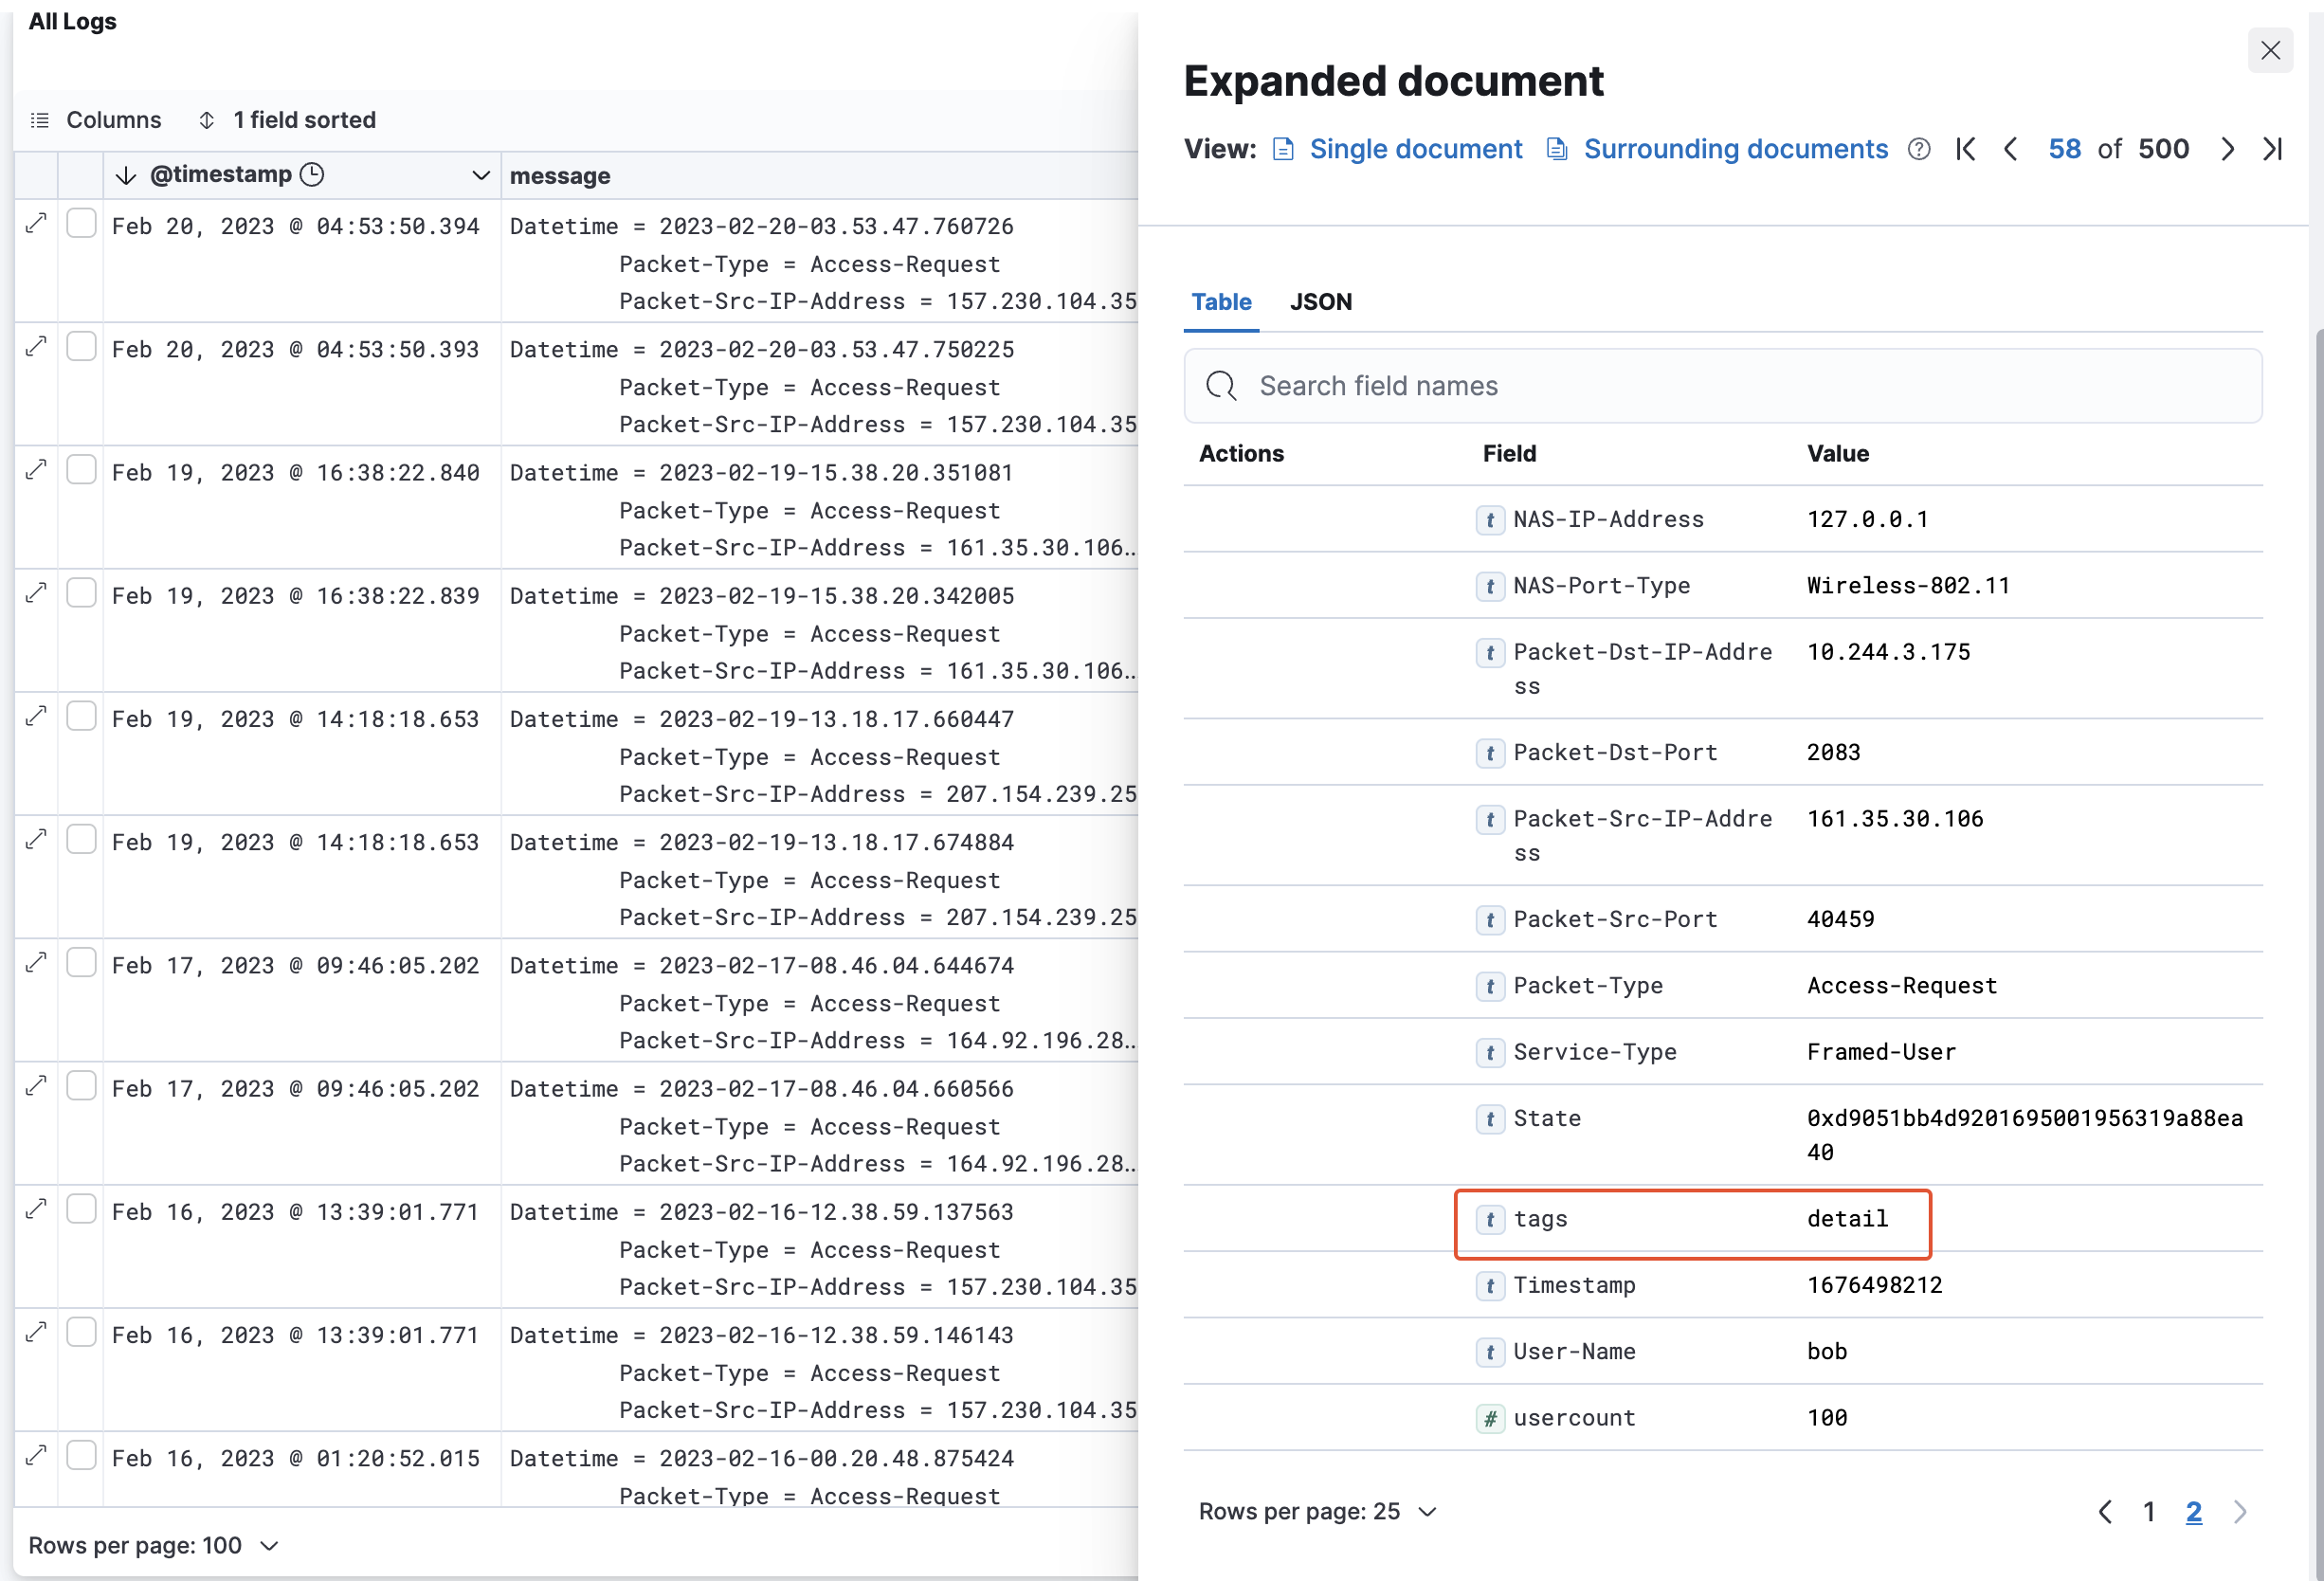 All Logs
Columns 1 field sorted
@timestamp message
Feb 20, 2023 @ 04:53:50.394 Datetime = 2023-02-20-03.53.47.760726
Packet-Type = Access-Request
Packet-Src-IP-Address = 157.230.104.35
Feb 20, 2023 @ 04:53:50.393 Datetime = 2023-02-20-03.53.47.750225
Packet-Type = Access-Request
Packet-Src-IP-Address = 157.230.104.35
Feb 19, 2023 @ 16:38:22.840 Datetime = 2023-02-19-15.38.20.351081
Packet-Type = Access-Request
Packet-Src-IP-Address = 161.35.30.106…
Feb 19, 2023 @ 16:38:22.839 Datetime = 2023-02-19-15.38.20.342005
Packet-Type = Access-Request
Packet-Src-IP-Address = 161.35.30.106…
Feb 19, 2023 @ 14:18:18.653 Datetime = 2023-02-19-13.18.17.660447
Packet-Type = Access-Request
Packet-Src-IP-Address = 207.154.239.25
Feb 19, 2023 @ 14:18:18.653 Datetime = 2023-02-19-13.18.17.674884
Packet-Type = Access-Request
Packet-Src-IP-Address = 207.154.239.25
Feb 17, 2023 @ 09:46:05.202 Datetime = 2023-02-17-08.46.04.644674
Packet-Type = Access-Request
Packet-Src-IP-Address = 164.92.196.28…
Feb 17, 2023 @ 09:46:05.202 Datetime = 2023-02-17-08.46.04.660566
Packet-Type = Access-Request
Packet-Src-IP-Address = 164.92.196.28…
Feb 16, 2023 @ 13:39:01.771 Datetime = 2023-02-16-12.38.59.137563
Packet-Type = Access-Request
Packet-Src-IP-Address = 157.230.104.35
Feb 16, 2023 @ 13:39:01.771 Datetime = 2023-02-16-12.38.59.146143
Packet-Type = Access-Request
Packet-Src-IP-Address = 157.230.104.35
Feb 16, 2023 @ 01:20:52.015 Datetime = 2023-02-16-00.20.48.875424
Packet-Type = Access-Request
Rows per page: 100
Expanded document
View: Single document Surrounding documents ? 58 of 500
Table JSON
Search field names
Actions Field Value
t NAS-IP-Address 127.0.0.1
t NAS-Port-Type Wireless-802.11
t Packet-Dst-IP-Addre 10.244.3.175
ss
t Packet-Dst-Port 2083
t Packet-Src-IP-Addre 161.35.30.106
ss
t Packet-Src-Port 40459
t Packet-Type Access-Request
t Service-Type Framed-User
t State 0xd9051bb4d9201695001956319a88ea
40
t tags detail
t Timestamp 1676498212
t User-Name bob
# usercount 100
Rows per page: 25 1 2